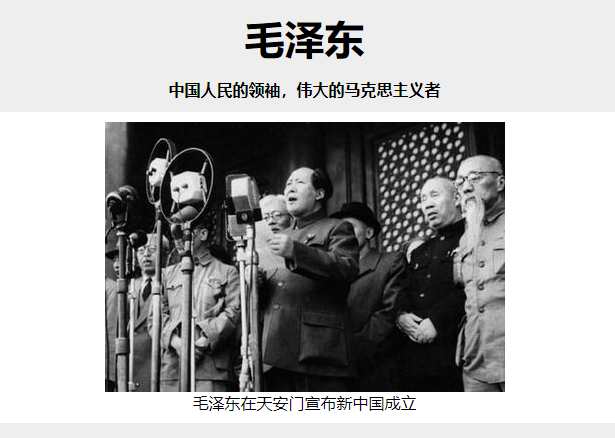 毛泽东
中国人民的领袖，伟大的马克思主义者
毛泽东在天安门宣布新中国成立